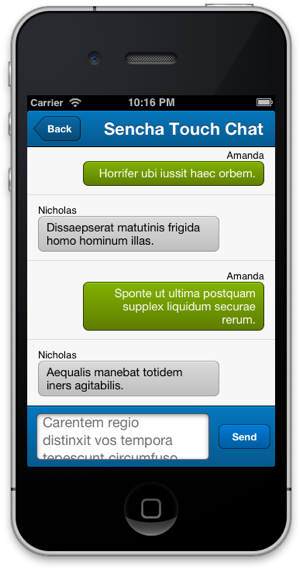 Carrier 10:16 PM
Back Sencha Touch Chat
Amanda
Horrifer ubi iussit haec orbem.
Nicholas
Dissaepserat matutinis frigida
homo hominum illas.
Amanda
Sponte ut ultima postquam
supplex liquidum securae
rerum.
Nicholas
Aequalis manebat totidem
iners agitabilis.
Carentem regio
distinxit vos tempora
tepescunt circumfuso
Send